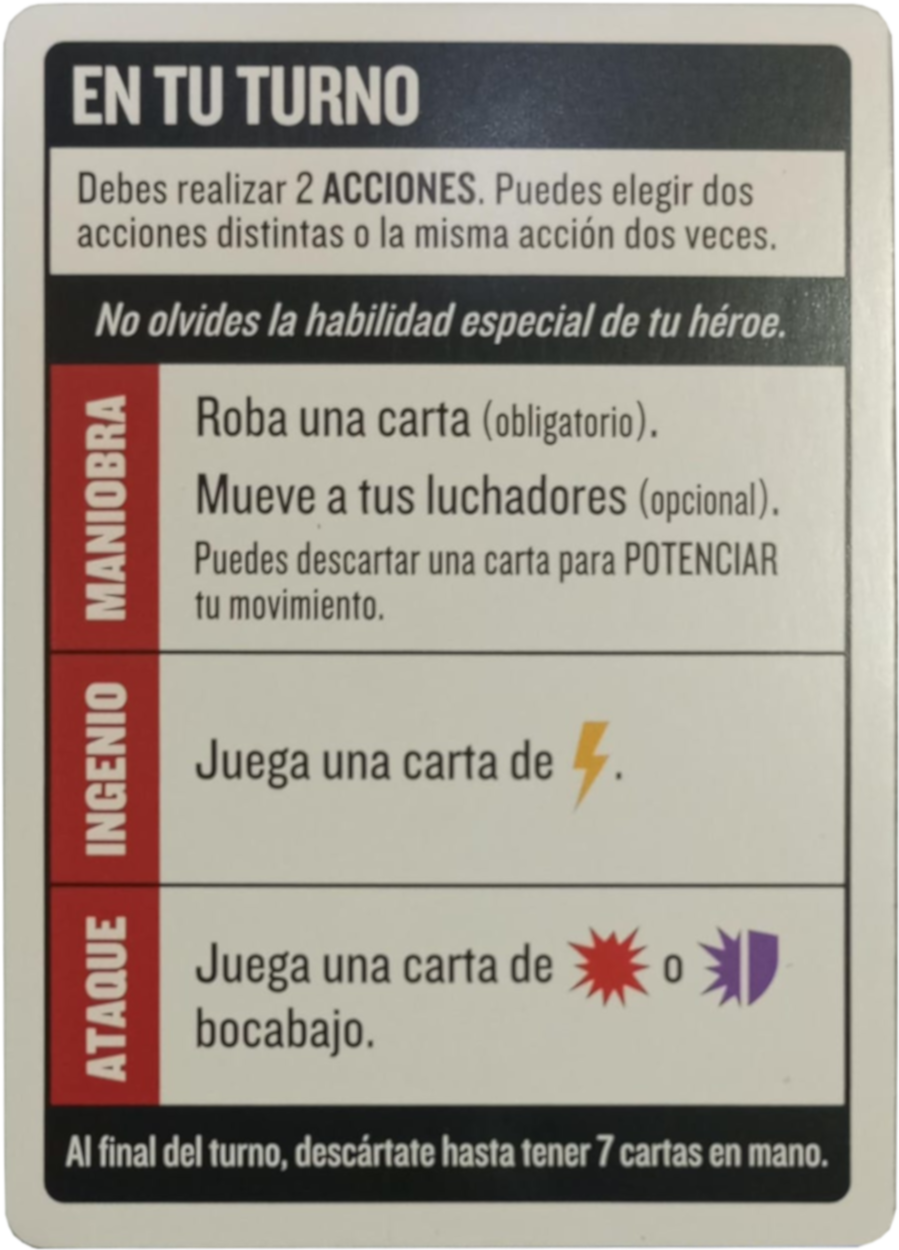 EN TU TURNO
Debes realizar 2 ACCIONES. Puedes elegir dos
acciones distintas o la misma acción dos veces.
No olvides la habilidad especial de tu héroe.
MANIOBRA
Roba una carta (obligatorio).
Mueve a tus luchadores (opcional).
Puedes descartar una carta para POTENCIAR
tu movimiento.
INGENIO
Juega una carta de .
ATAQUE
Juega una carta de o
bocabajo.
Al final del turno, descártate hasta tener 7 cartas en mano.